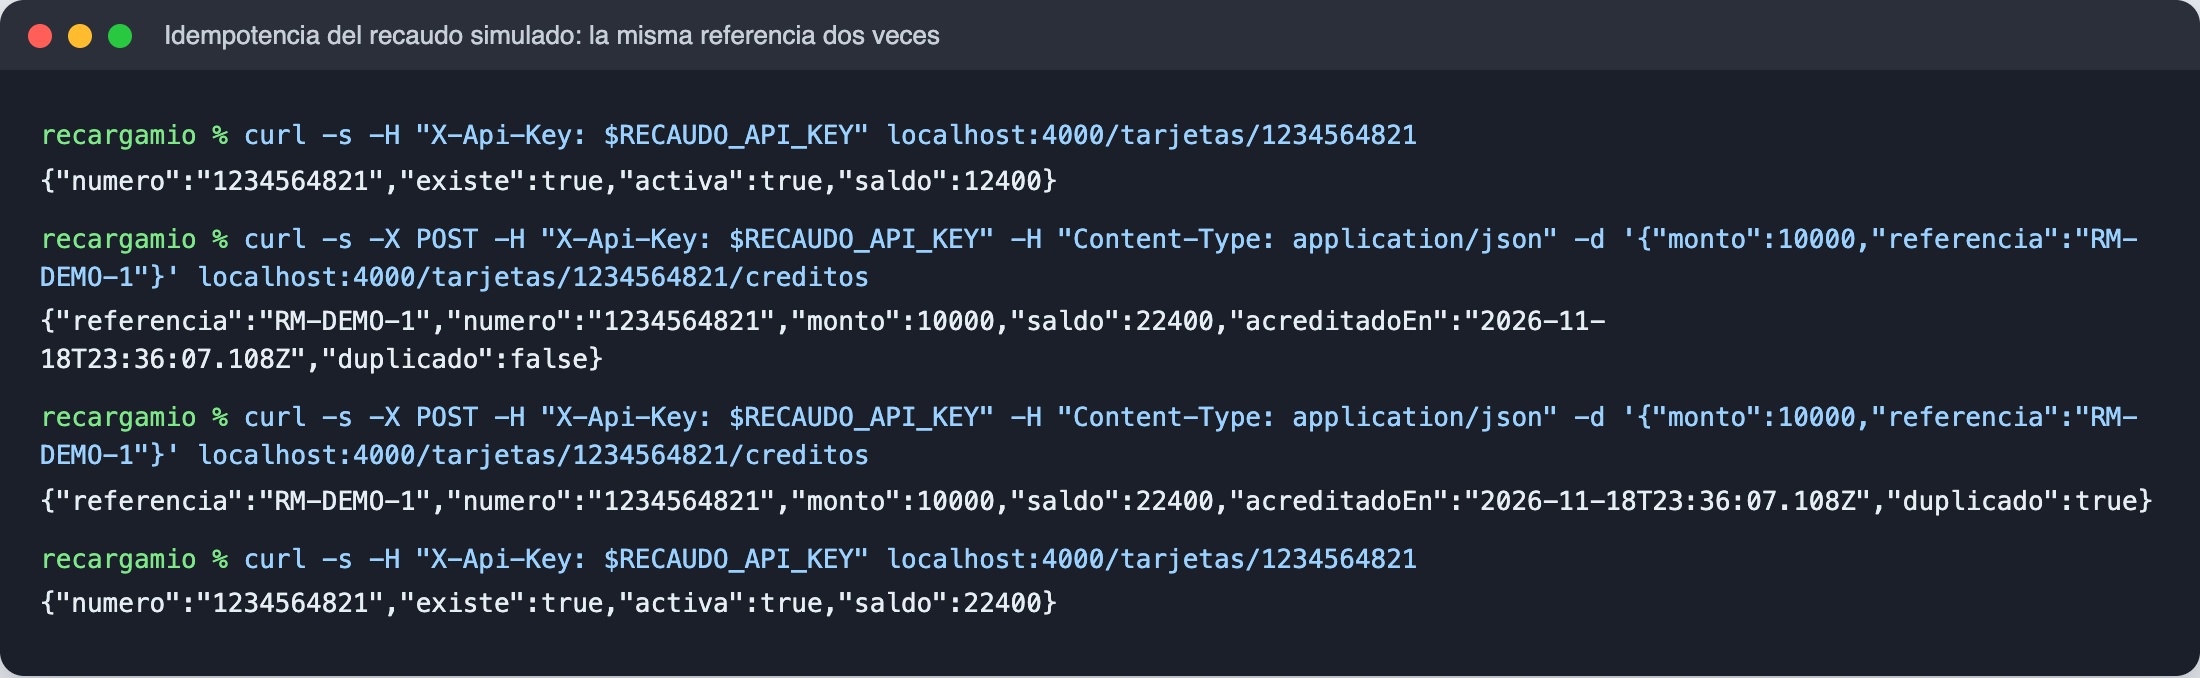 Idempotencia del recaudo simulado: la misma referencia dos veces
recargamio % curl -s -H "X-Api-Key: $RECAUDO_API_KEY" localhost:4000/tarjetas/1234564821
{"numero":"1234564821","existe":true,"activa":true,"saldo":12400}
recargamio % curl -s -X POST -H "X-Api-Key: $RECAUDO_API_KEY" -H "Content-Type: application/json" -d '{"monto":10000,"referencia":"RM-
DEMO-1"}' localhost:4000/tarjetas/1234564821/creditos
{"referencia":"RM-DEMO-1","numero":"1234564821","monto":10000,"saldo":22400,"acreditadoEn":"2026-11-
18T23:36:07.108Z","duplicado":false}
recargamio % curl -s -X POST -H "X-Api-Key: $RECAUDO_API_KEY" -H "Content-Type: application/json" -d '{"monto":10000,"referencia":"RM-
DEMO-1"}' localhost:4000/tarjetas/1234564821/creditos
{"referencia":"RM-DEMO-1","numero":"1234564821","monto":10000,"saldo":22400,"acreditadoEn":"2026-11-18T23:36:07.108Z","duplicado":true}
recargamio % curl -s -H "X-Api-Key: $RECAUDO_API_KEY" localhost:4000/tarjetas/1234564821
{"numero":"1234564821","existe":true,"activa":true,"saldo":22400}